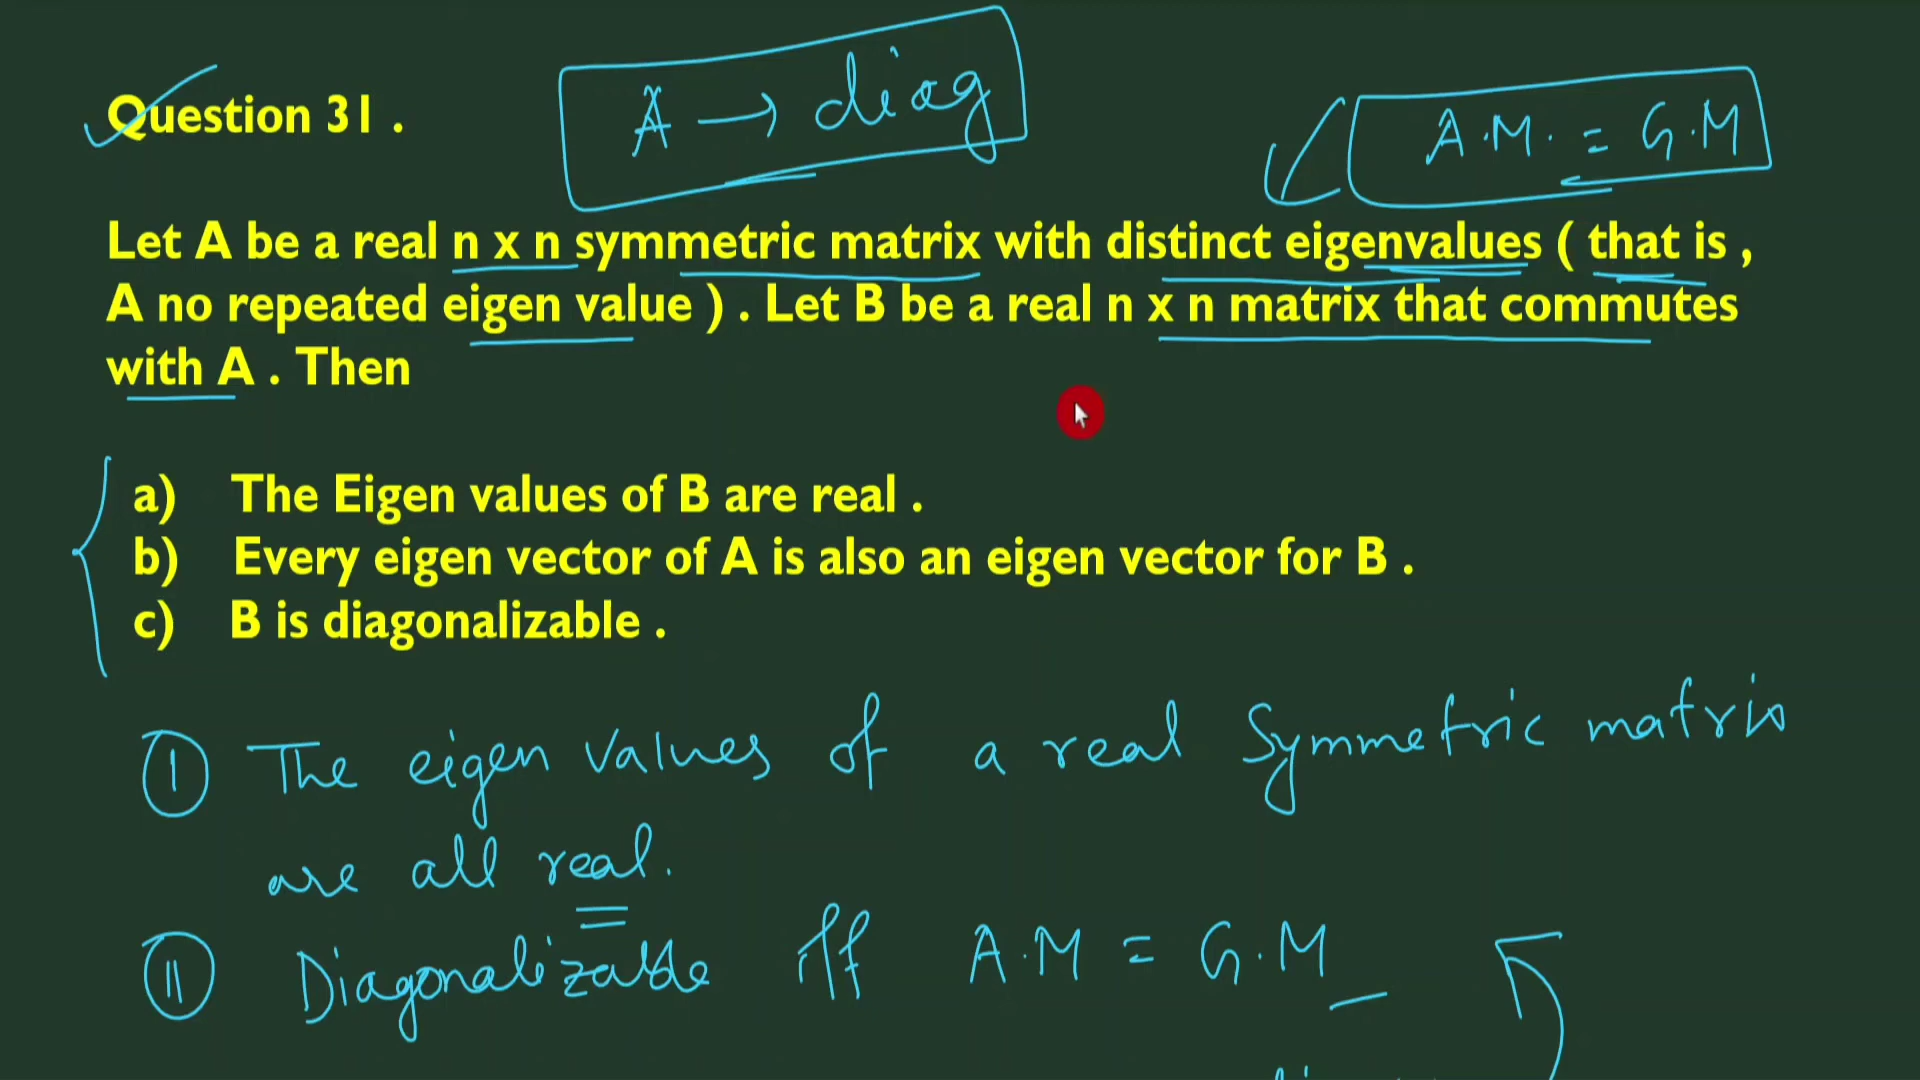 Question 31 .
A → diag
A.M. = G.M
Let A be a real n x n symmetric matrix with distinct eigenvalues ( that is ,
A no repeated eigen value ) . Let B be a real n x n matrix that commutes
with A . Then
a) The Eigen values of B are real .
b) Every eigen vector of A is also an eigen vector for B .
c) B is diagonalizable .
① The eigen values of a real Symmetric matrix
are all real.
② Diagonalizable iff A.M = G.M